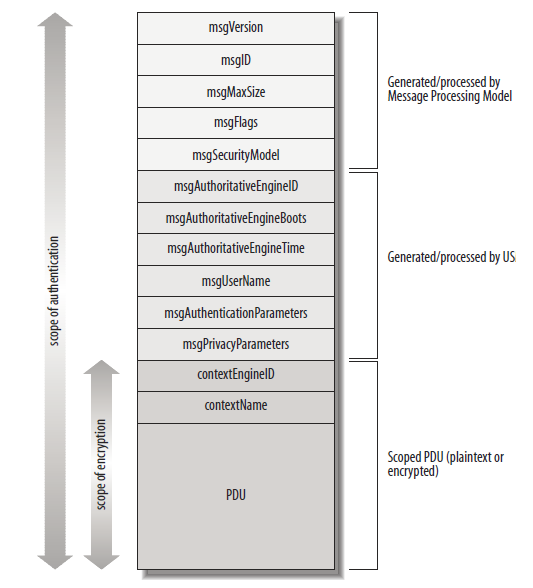 msgVersion
msgID
msgMaxSize
msgFlags
msgSecurityModel
msgAuthoritativeEngineID
msgAuthoritativeEngineBoots
msgAuthoritativeEngineTime
msgUserName
msgAuthenticationParameters
msgPrivacyParameters
contextEngineID
contextName
PDU
scope of authentication
scope of encryption
Generated/processed by
Message Processing Model
Generated/processed by US
Scoped PDU (plaintext or
encrypted)